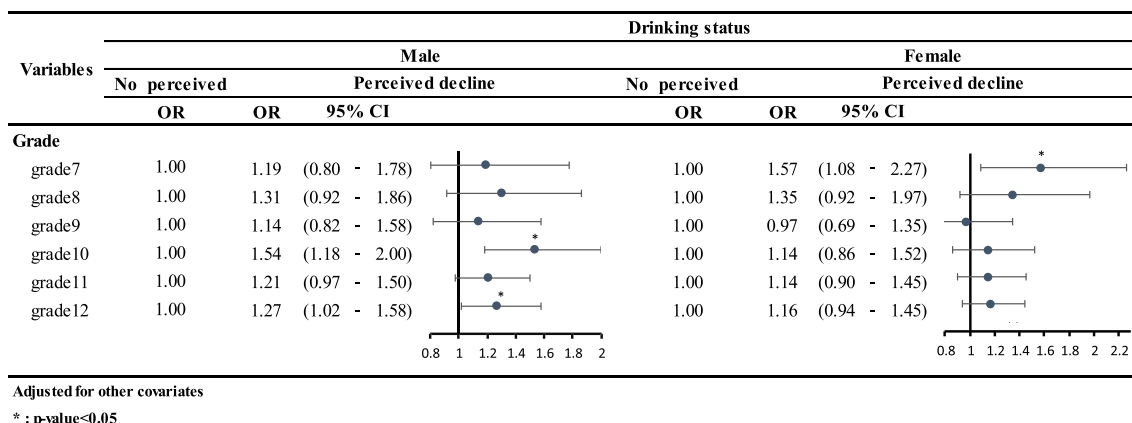 Drinking status
Variables
Male Female
No perceived Perceived decline No perceived Perceived decline
OR OR 95% CI OR OR 95% CI
Grade
grade7 1.00 1.19 (0.80 - 1.78) 1.00 1.57 (1.08 - 2.27) *
grade8 1.00 1.31 (0.92 - 1.86) 1.00 1.35 (0.92 - 1.97)
grade9 1.00 1.14 (0.82 - 1.58) 1.00 0.97 (0.69 - 1.35)
grade10 1.00 1.54 (1.18 - 2.00) * 1.00 1.14 (0.86 - 1.52)
grade11 1.00 1.21 (0.97 - 1.50) 1.00 1.14 (0.90 - 1.45)
grade12 1.00 1.27 (1.02 - 1.58) * 1.00 1.16 (0.94 - 1.45)
0.8 1 1.2 1.4 1.6 1.8 2 0.8 1 1.2 1.4 1.6 1.8 2 2.2
Adjusted for other covariates
* : p-value<0.05